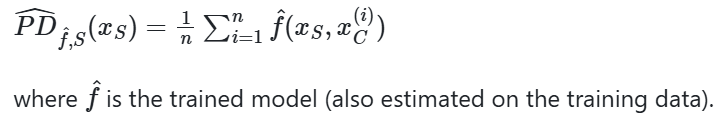 $\widehat{PD}_{\hat{f},S}(x_S) = \frac{1}{n} \sum_{i=1}^{n} \hat{f}(x_S, x_C^{(i)})$
where $\hat{f}$ is the trained model (also estimated on the training data).